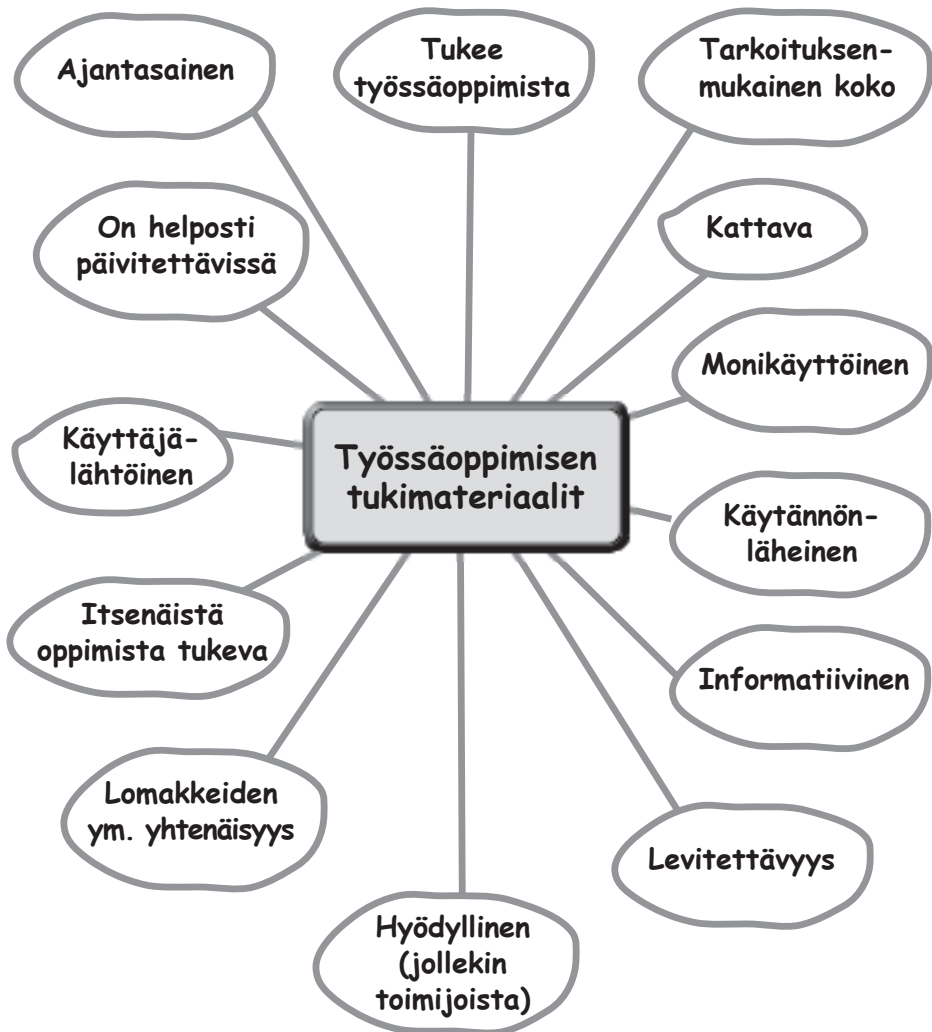 Ajantasainen
Tukee
työssäoppimista
Tarkoituksen-
mukainen koko
On helposti
päivitettävissä
Kattava
Monikäyttöinen
Käyttäjä-
lähtöinen
Työssäoppimisen
tukimateriaalit
Käytännön-
läheinen
Itsenäistä
oppimista tukeva
Informatiivinen
Lomakkeiden
ym. yhtenäisyys
Levitettävyys
Hyödyllinen
(jollekin
toimijoista)